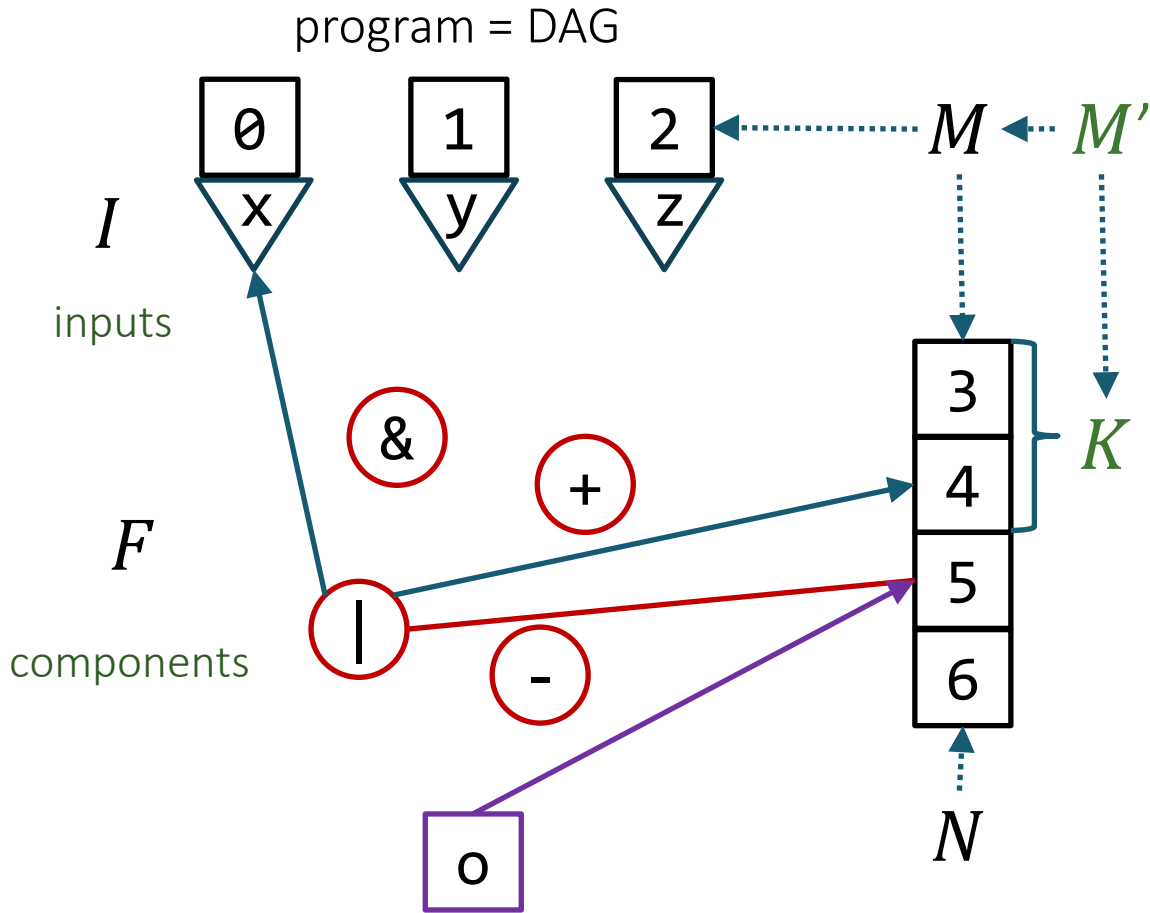 program = DAG
0
1
2
M
M’
x
y
z
I
inputs
3
&
K
+
4
F
5
|
components
-
6
N
o